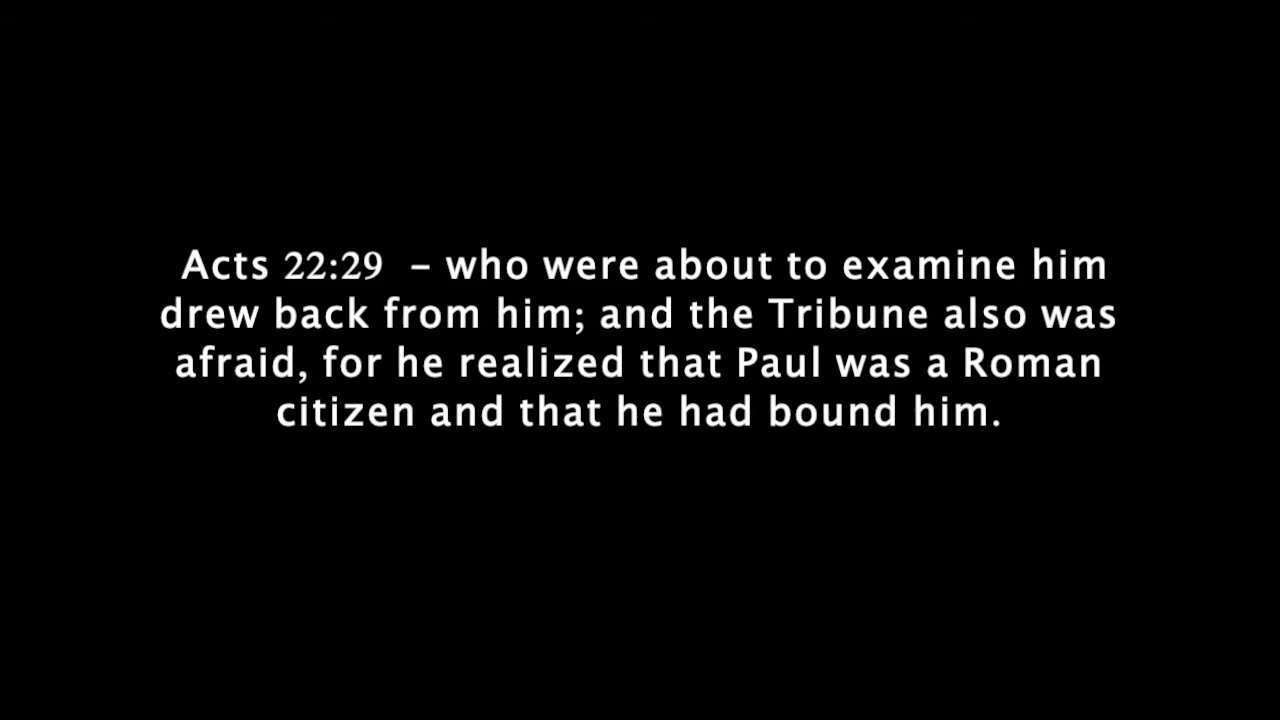 Acts 22:29 – who were about to examine him
drew back from him; and the Tribune also was
afraid, for he realized that Paul was a Roman
citizen and that he had bound him.